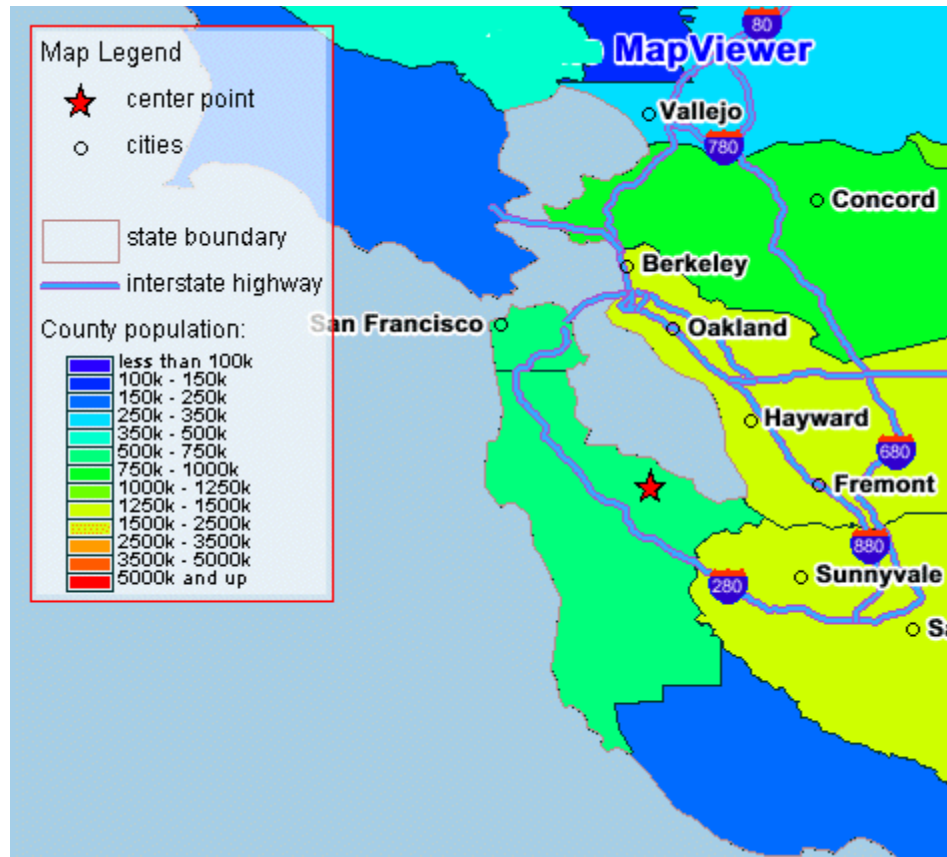 Map Legend
center point
cities
state boundary
interstate highway
County population:
less than 100k
100k - 150k
150k - 250k
250k - 350k
350k - 500k
500k - 750k
750k - 1000k
1000k - 1250k
1250k - 1500k
1500k - 2500k
2500k - 3500k
3500k - 5000k
5000k and up
80
MapViewer
Vallejo
780
Concord
Berkeley
San Francisco
Oakland
Hayward
680
Fremont
880
280
Sunnyvale
Sa